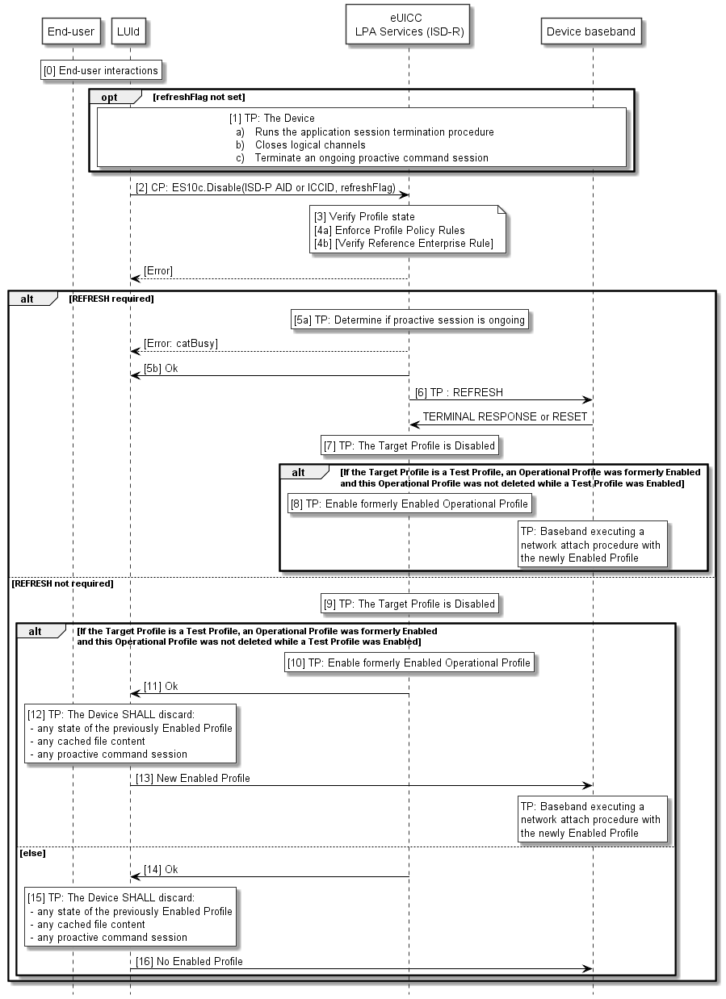 End-user
LUId
eUICC
LPA Services (ISD-R)
Device baseband
[0] End-user interactions
opt
[refreshFlag not set]
[1] TP: The Device
a) Runs the application session termination procedure
b) Closes logical channels
c) Terminate an ongoing proactive command session
[2] CP: ES10c.Disable(ISD-P AID or ICCID, refreshFlag)
[3] Verify Profile state
[4a] Enforce Profile Policy Rules
[4b] [Verify Reference Enterprise Rule]
[Error]
alt
[REFRESH required]
[5a] TP: Determine if proactive session is ongoing
[Error: catBusy]
[5b] Ok
[6] TP : REFRESH
TERMINAL RESPONSE or RESET
[7] TP: The Target Profile is Disabled
alt
[If the Target Profile is a Test Profile, an Operational Profile was formerly Enabled
and this Operational Profile was not deleted while a Test Profile was Enabled]
[8] TP: Enable formerly Enabled Operational Profile
TP: Baseband executing a
network attach procedure with
the newly Enabled Profile
[REFRESH not required]
[9] TP: The Target Profile is Disabled
alt
[If the Target Profile is a Test Profile, an Operational Profile was formerly Enabled
and this Operational Profile was not deleted while a Test Profile was Enabled]
[10] TP: Enable formerly Enabled Operational Profile
[11] Ok
[12] TP: The Device SHALL discard:
- any state of the previously Enabled Profile
- any cached file content
- any proactive command session
[13] New Enabled Profile
TP: Baseband executing a
network attach procedure with
the newly Enabled Profile
[else]
[14] Ok
[15] TP: The Device SHALL discard:
- any state of the previously Enabled Profile
- any cached file content
- any proactive command session
[16] No Enabled Profile